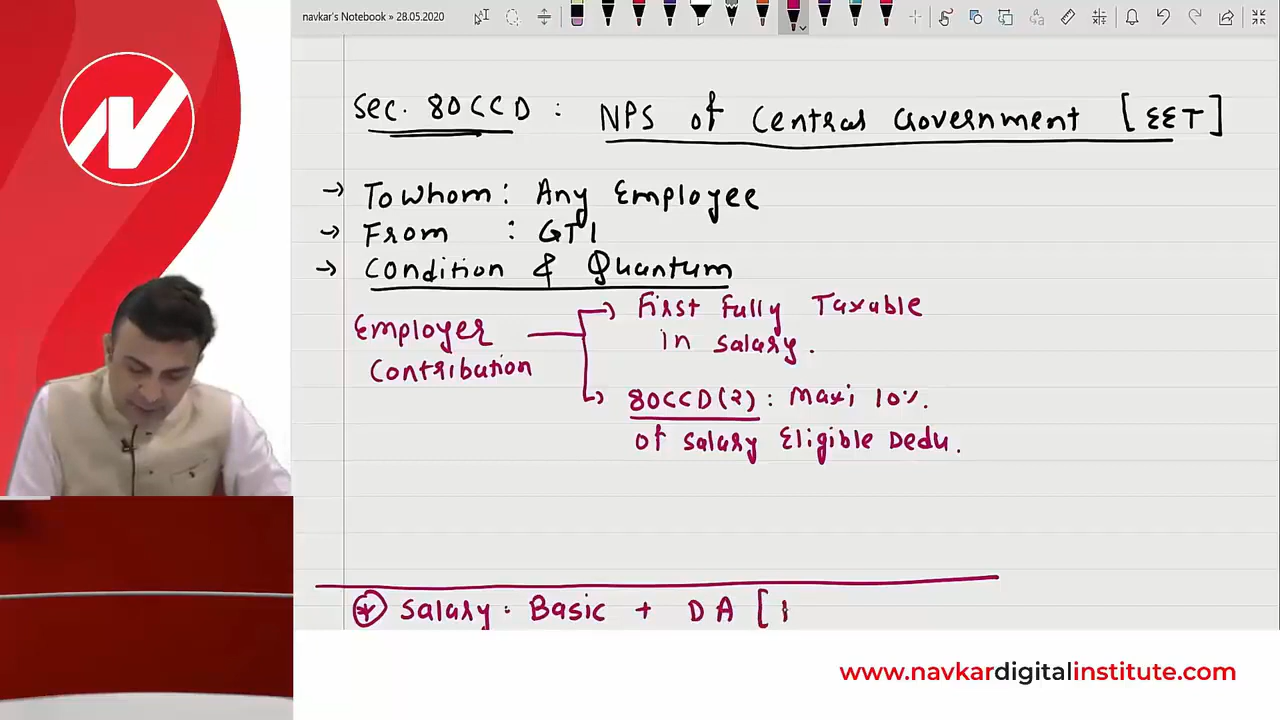 navkar's Notebook » 28.05.2020
Sec. 80CCD : NPS of Central Government [EET]
→ To whom : Any Employee
→ From : GTI
→ Condition & Quantum
Employer Contribution
First fully Taxable in Salary.
80CCD(2) : Maxi 10%. of Salary Eligible Dedu.
* Salary : Basic + DA [
www.navkardigitalinstitute.com